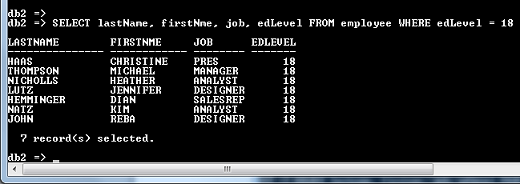 db2 =>
db2 => SELECT lastName, firstNme, job, edLevel FROM employee WHERE edLevel = 18
LASTNAME FIRSTNME JOB EDLEVEL
--------------- ------------ -------- -------
HAAS CHRISTINE PRES 18
THOMPSON MICHAEL MANAGER 18
NICHOLLS HEATHER ANALYST 18
LUTZ JENNIFER DESIGNER 18
HEMMINGER DIAN SALESREP 18
NATZ KIM ANALYST 18
JOHN REBA DESIGNER 18
7 record(s) selected.
db2 => _